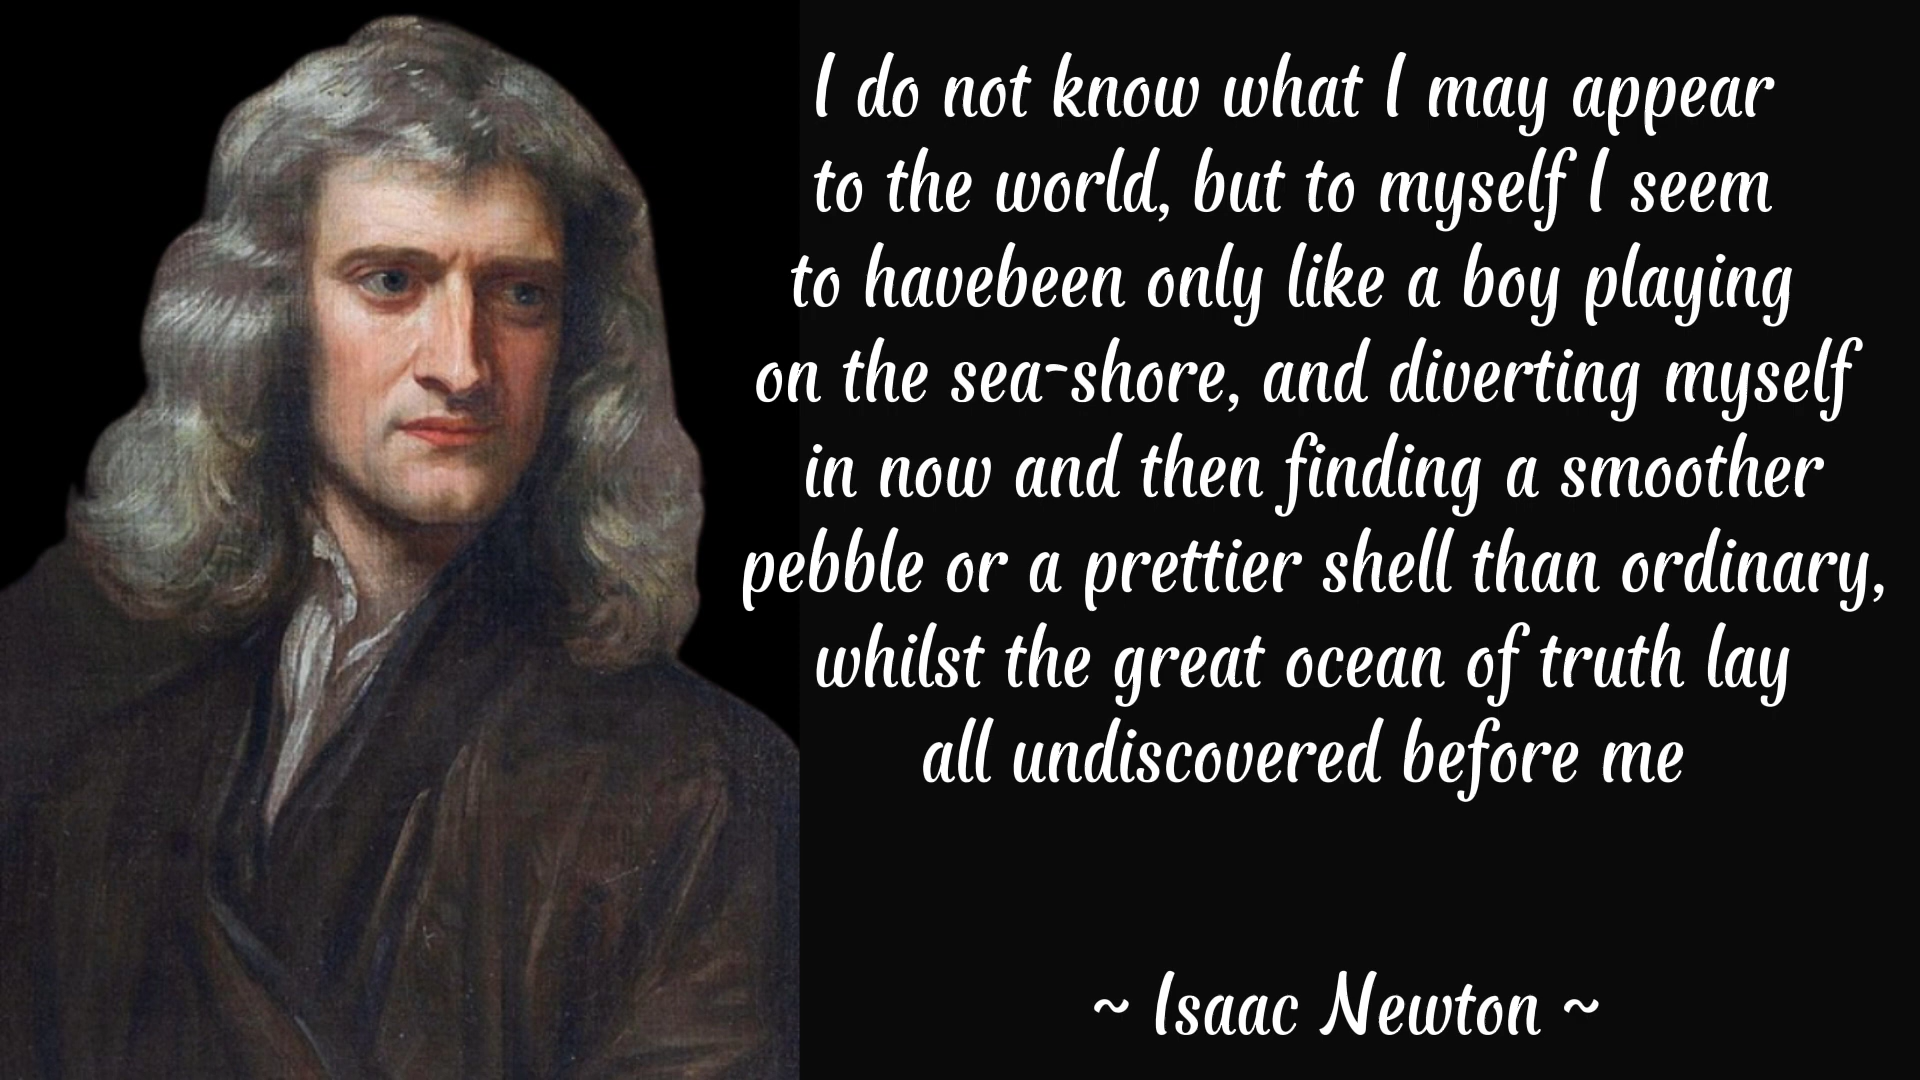 I do not know what I may appear
to the world, but to myself I seem
to havebeen only like a boy playing
on the sea-shore, and diverting myself
in now and then finding a smoother
pebble or a prettier shell than ordinary,
whilst the great ocean of truth lay
all undiscovered before me
~ Isaac Newton ~